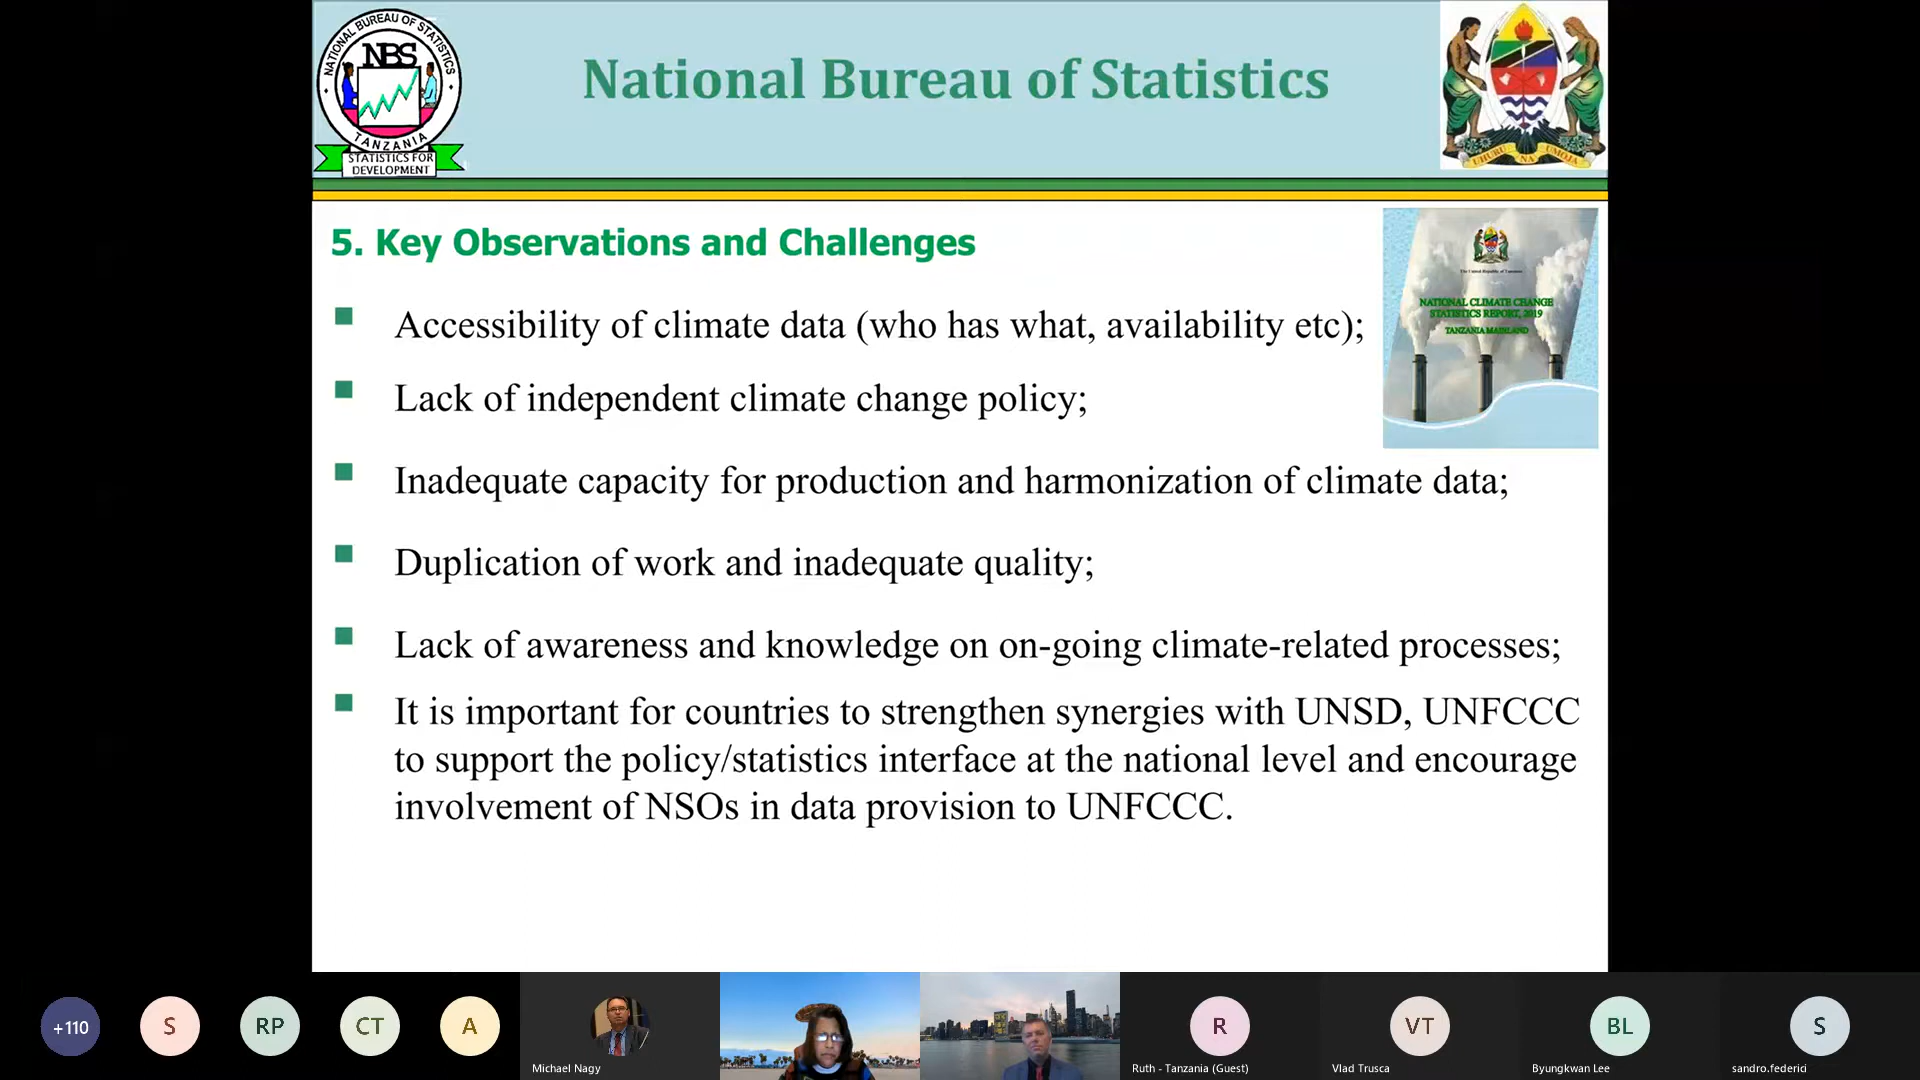 NATIONAL BUREAU OF STATISTICS
NBS
TANZANIA
STATISTICS FOR
DEVELOPMENT
National Bureau of Statistics
UHURU NA UMOJA
5. Key Observations and Challenges
The United Republic of Tanzania
NATIONAL CLIMATE CHANGE
STATISTICS REPORT, 2019
TANZANIA MAINLAND
Accessibility of climate data (who has what, availability etc);
Lack of independent climate change policy;
Inadequate capacity for production and harmonization of climate data;
Duplication of work and inadequate quality;
Lack of awareness and knowledge on on-going climate-related processes;
It is important for countries to strengthen synergies with UNSD, UNFCCC
to support the policy/statistics interface at the national level and encourage
involvement of NSOs in data provision to UNFCCC.
+110
S
RP
CT
A
Michael Nagy
R
Ruth - Tanzania (Guest)
VT
Vlad Trusca
BL
Byungkwan Lee
S
sandro.federici